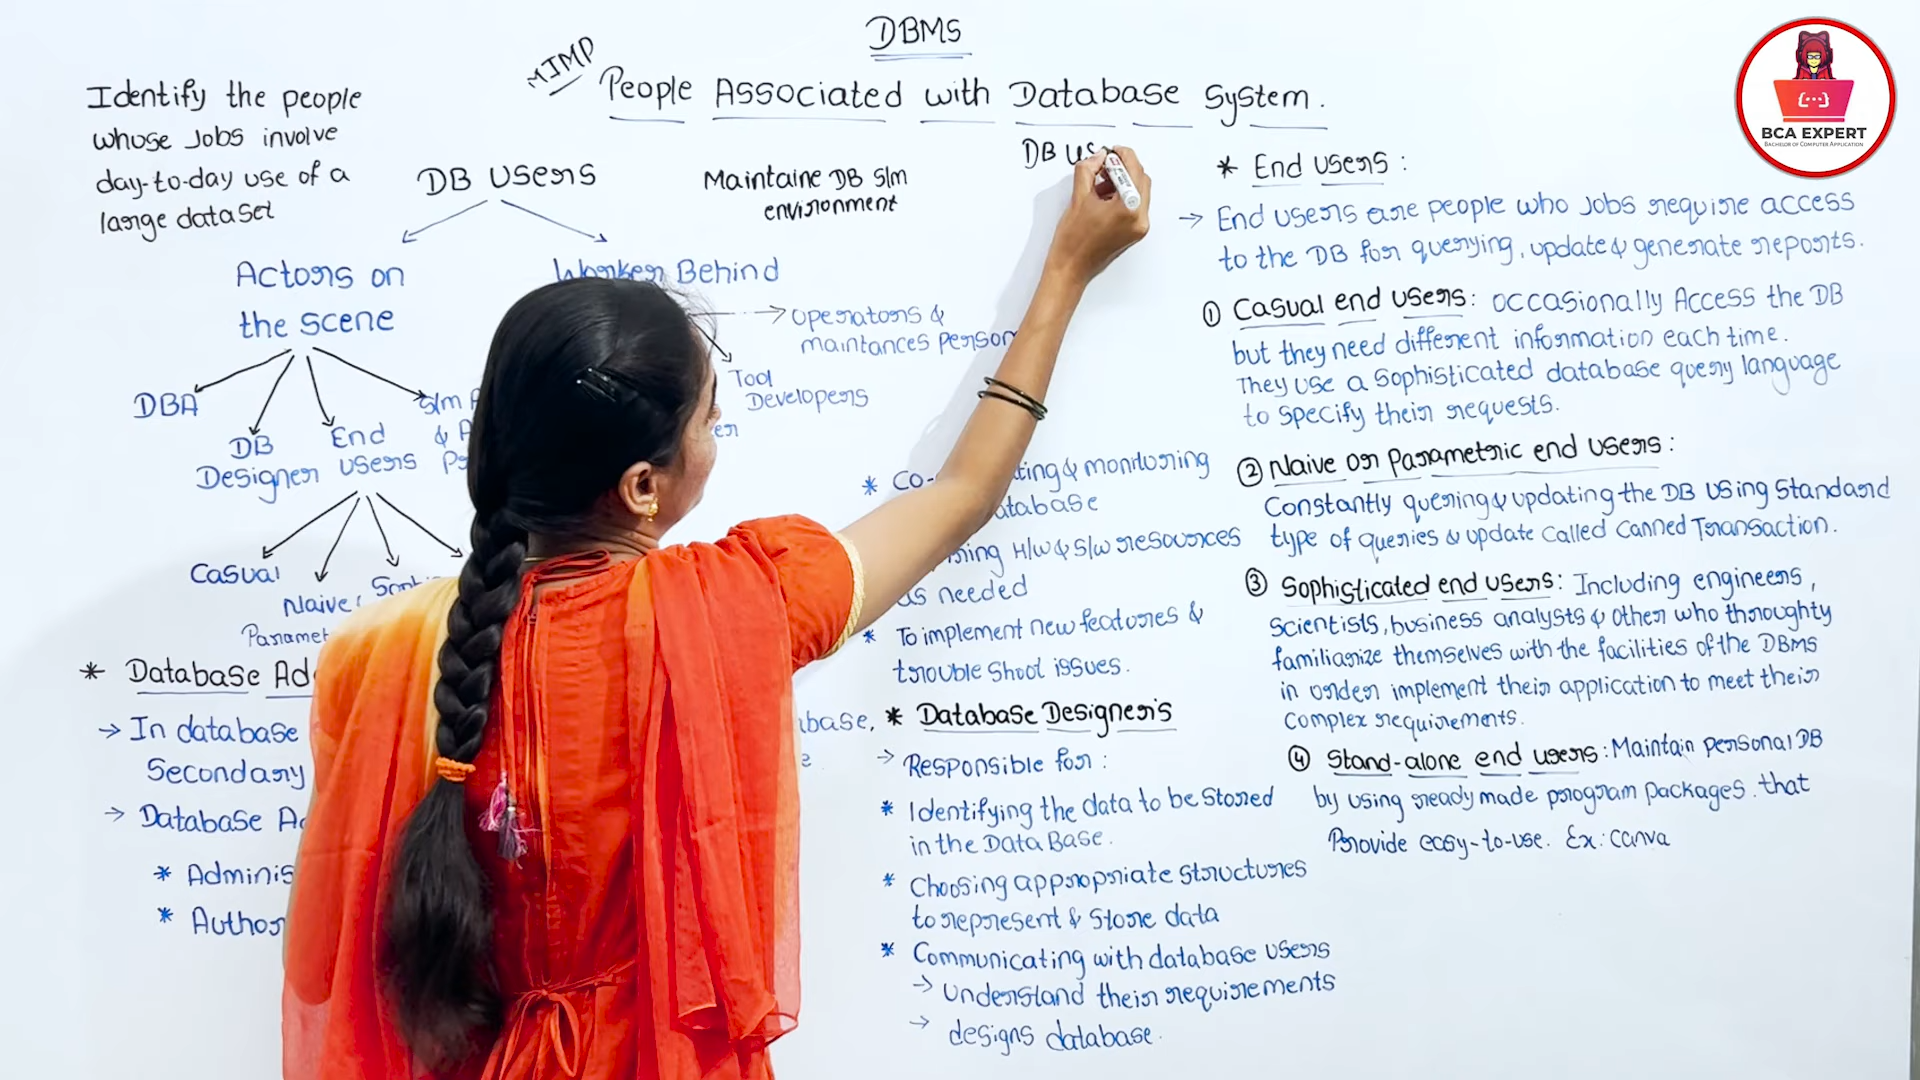 DBMS
MIMP
People Associated with Database System.
Identify the people
whose Jobs involve
day-to-day use of a
large dataset
DB Users
Maintaine DB S/m
environment
DB Us
Actors on
the scene
Worker Behind
Operators &
maintances person
Tool
Developers
DBA
DB
Designer
End
users
S/m
&
Casual
Naive
Paramet
* Database Ad
→ In database
Secondary
→ Database Ad
* Adminis
* Author
base,
* Co- ting & monitoring
atabase
ning H/w & S/w resources
us needed
* To implement new features &
trouble Shoot issues.
* Database Designer's
→ Responsible for :
* Identifying the data to be Stored
in the Data Base.
* Choosing appropriate Structures
to represent & Store data
* Communicating with database users
→ Understand their requirements
→ designs database.
* End users :
→ End users are people who Jobs require access
to the DB for querying, update & generate reports.
① Casual end users : Occasionally Access the DB
but they need different information each time.
They use a Sophisticated database query language
to Specify their requests.
② Naive or Parametric end users :
Constantly quering & updating the DB Using Standard
type of queries & update Called Canned Transaction.
③ Sophisticated end users : Including engineers,
Scientists, business analysts & Other who throughty
familiarize themselves with the facilities of the DBMS
in order implement their application to meet their
Complex requirements.
④ Stand-alone end users : Maintain personal DB
by using ready made program packages. that
Provide easy-to-use. Ex : Canva
BCA EXPERT
BACHELOR OF COMPUTER APPLICATION